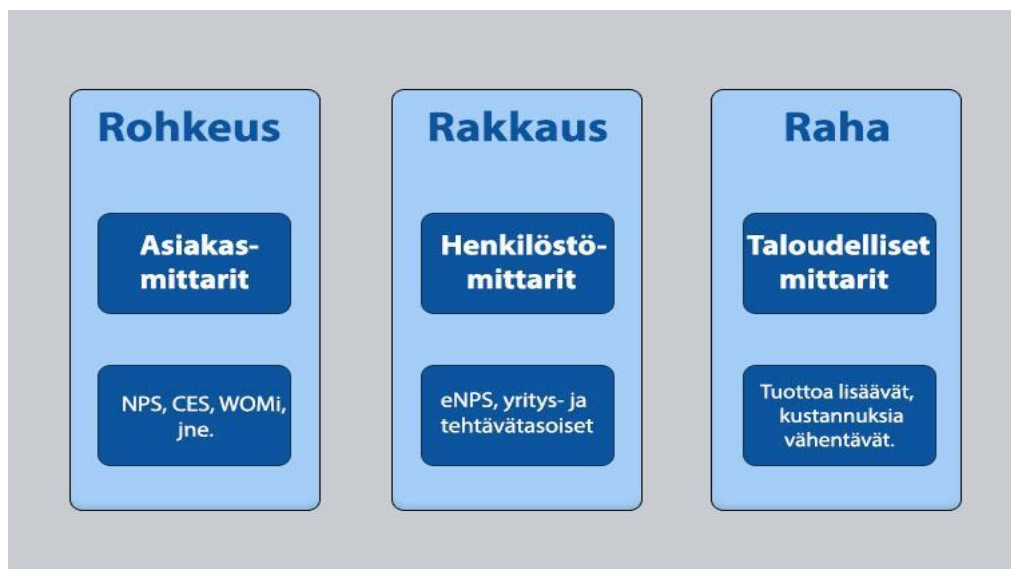 Rohkeus
Asiakas-
mittarit
NPS, CES, WOMi,
jne.
Rakkaus
Henkilöstö-
mittarit
eNPS, yritys- ja
tehtävätasoiset
Raha
Taloudelliset
mittarit
Tuottoa lisäävät,
kustannuksia
vähentävät.